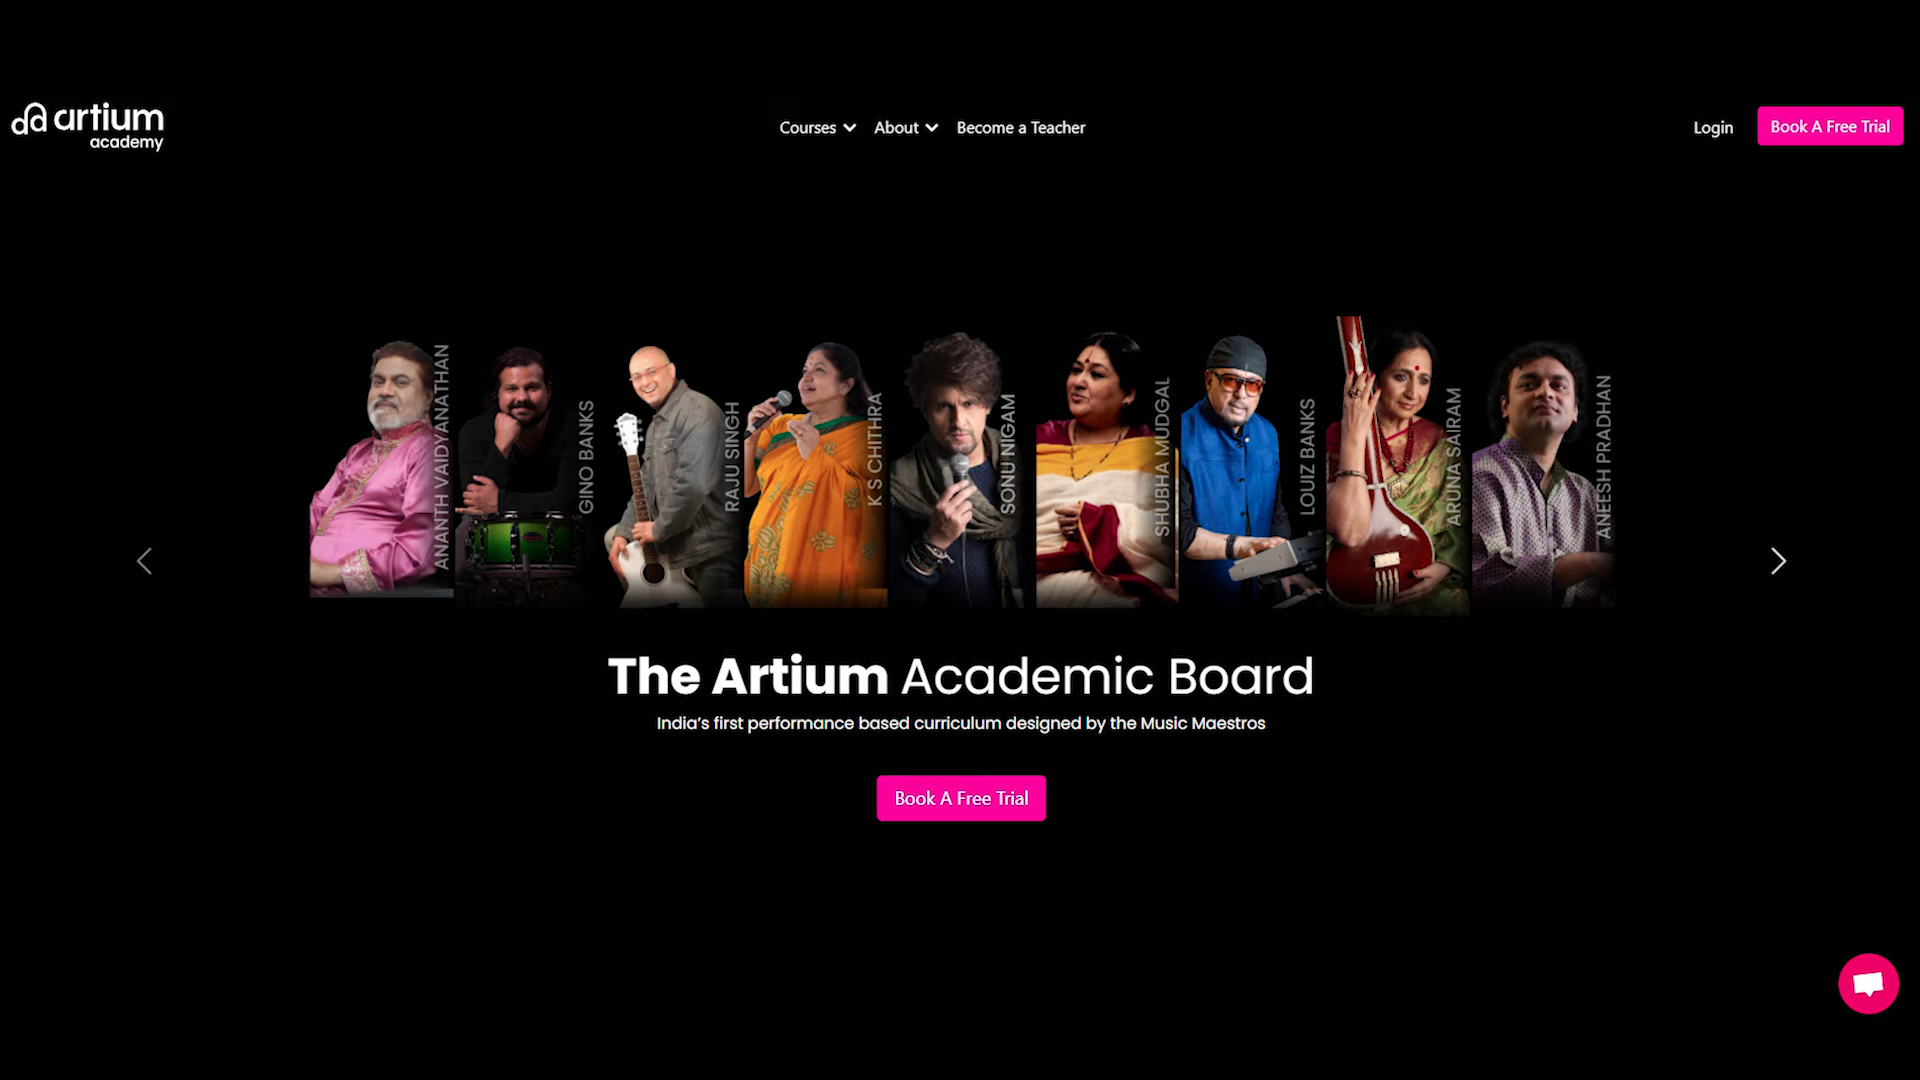 artium
academy
Courses
About
Become a Teacher
Login
Book A Free Trial
ANANTH VAIDYANATHAN
GINO BANKS
RAJU SINGH
K S CHITHRA
SONU NIGAM
SHUBHA MUDGAL
LOUIZ BANKS
ARUNA SAIRAM
ANEESH PRADHAN
The Artium Academic Board
India’s first performance based curriculum designed by the Music Maestros
Book A Free Trial